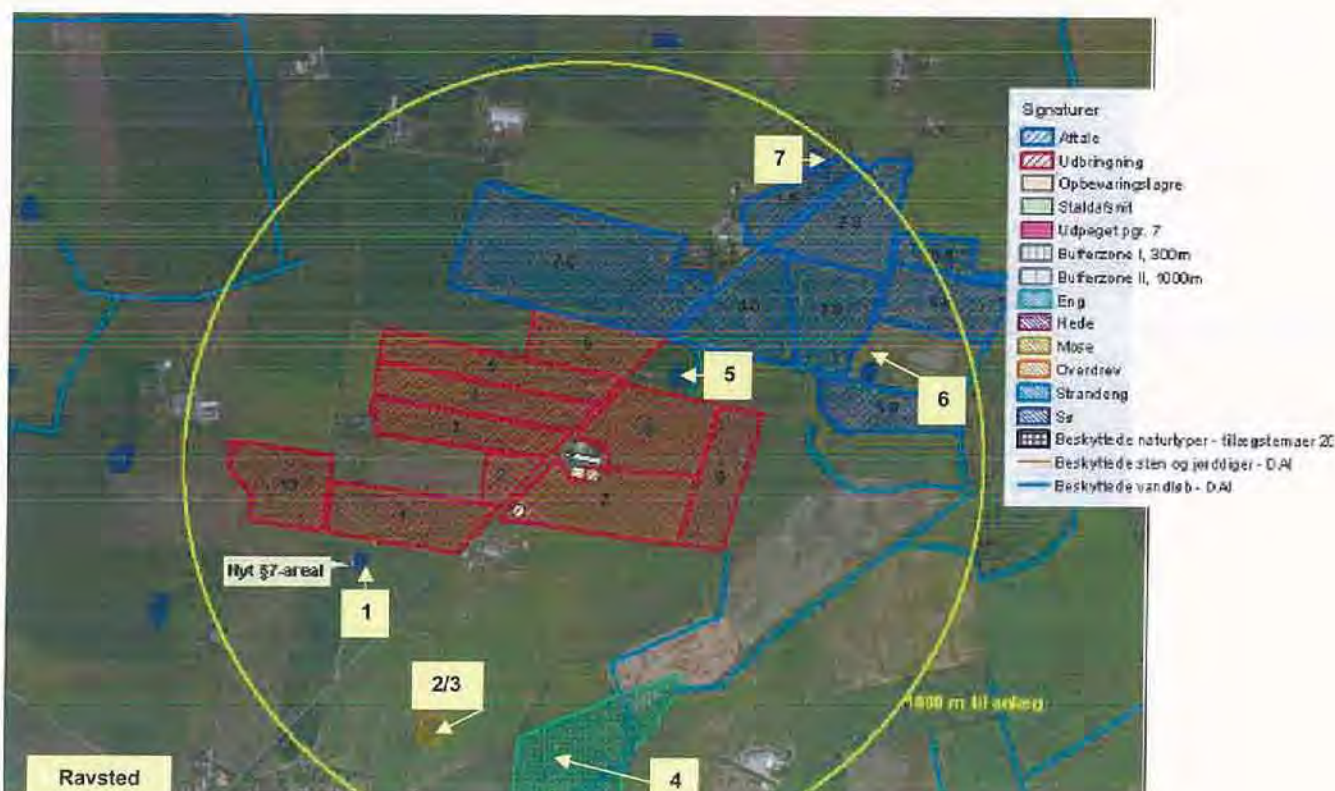 Signaturer
Aftale
Udbringning
Opbevaringslagre
Staldafsnit
Udpeget pgr. 7
Bufferzone I, 300m
Bufferzone II, 1000m
Eng
Hede
Mose
Overdrev
Strandeng
Sø
Beskyttede naturtyper - tillægstemaer 20
Beskyttede sten og jorddiger - DAI
Beskyttede vandløb - DAI
7
5
6
Nyt §7-areal
1
2/3
1000 m til anlæg
Ravsted
4